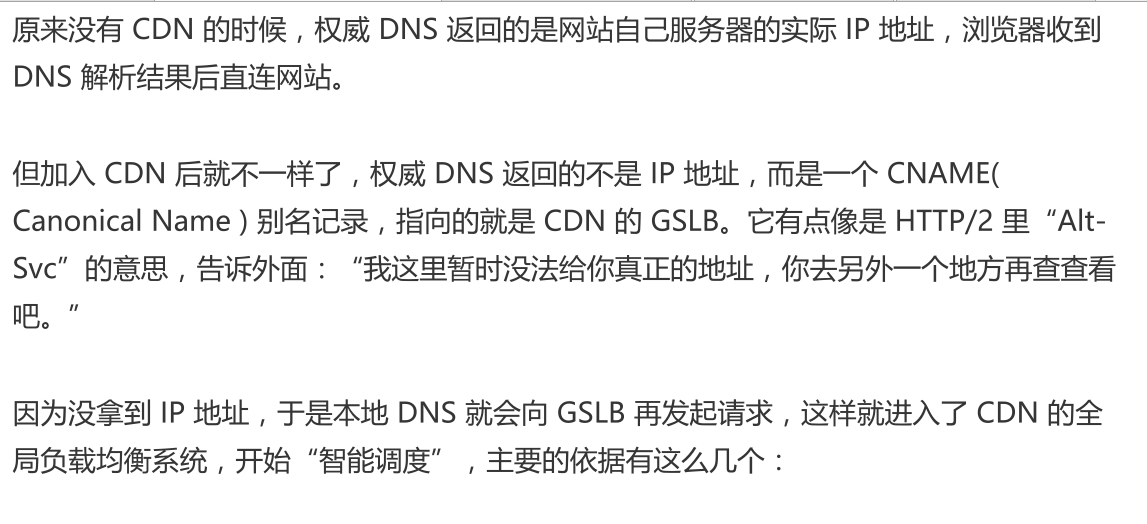 原来没有 CDN 的时候，权威 DNS 返回的是网站自己服务器的实际 IP 地址，浏览器收到
DNS 解析结果后直连网站。
但加入 CDN 后就不一样了，权威 DNS 返回的不是 IP 地址，而是一个 CNAME(
Canonical Name ) 别名记录，指向的就是 CDN 的 GSLB。它有点像是 HTTP/2 里“Alt-
Svc”的意思，告诉外面：“我这里暂时没法给你真正的地址，你去另外一个地方再查查看
吧。”
因为没拿到 IP 地址，于是本地 DNS 就会向 GSLB 再发起请求，这样就进入了 CDN 的全
局负载均衡系统，开始“智能调度”，主要的依据有这么几个：